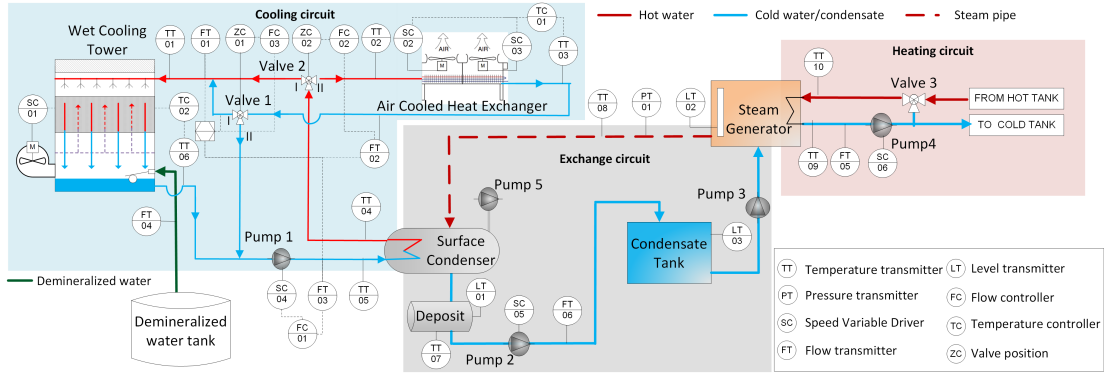 Cooling circuit
Hot water
Cold water/condensate
Steam pipe
Wet Cooling
Tower
TT
01
FT
01
ZC
01
FC
03
ZC
02
FC
02
TT
02
SC
02
TC
01
SC
03
TT
03
AIR
AIR
M
M
Valve 2
I
II
Air Cooled Heat Exchanger
Valve 1
I
II
SC
01
M
TC
02
TT
06
FT
02
FT
04
Pump 1
TT
04
TT
05
SC
04
FT
03
FC
01
Demineralized water
Demineralized
water tank
Heating circuit
TT
10
Valve 3
FROM HOT TANK
TO COLD TANK
Steam
Generator
TT
08
PT
01
LT
02
TT
09
FT
05
SC
06
Pump4
Exchange circuit
Pump 5
Pump 3
Surface
Condenser
Condensate
Tank
LT
03
LT
01
Deposit
TT
07
SC
05
FT
06
Pump 2
TT Temperature transmitter
LT Level transmitter
PT Pressure transmitter
FC Flow controller
SC Speed Variable Driver
TC Temperature controller
FT Flow transmitter
ZC Valve position